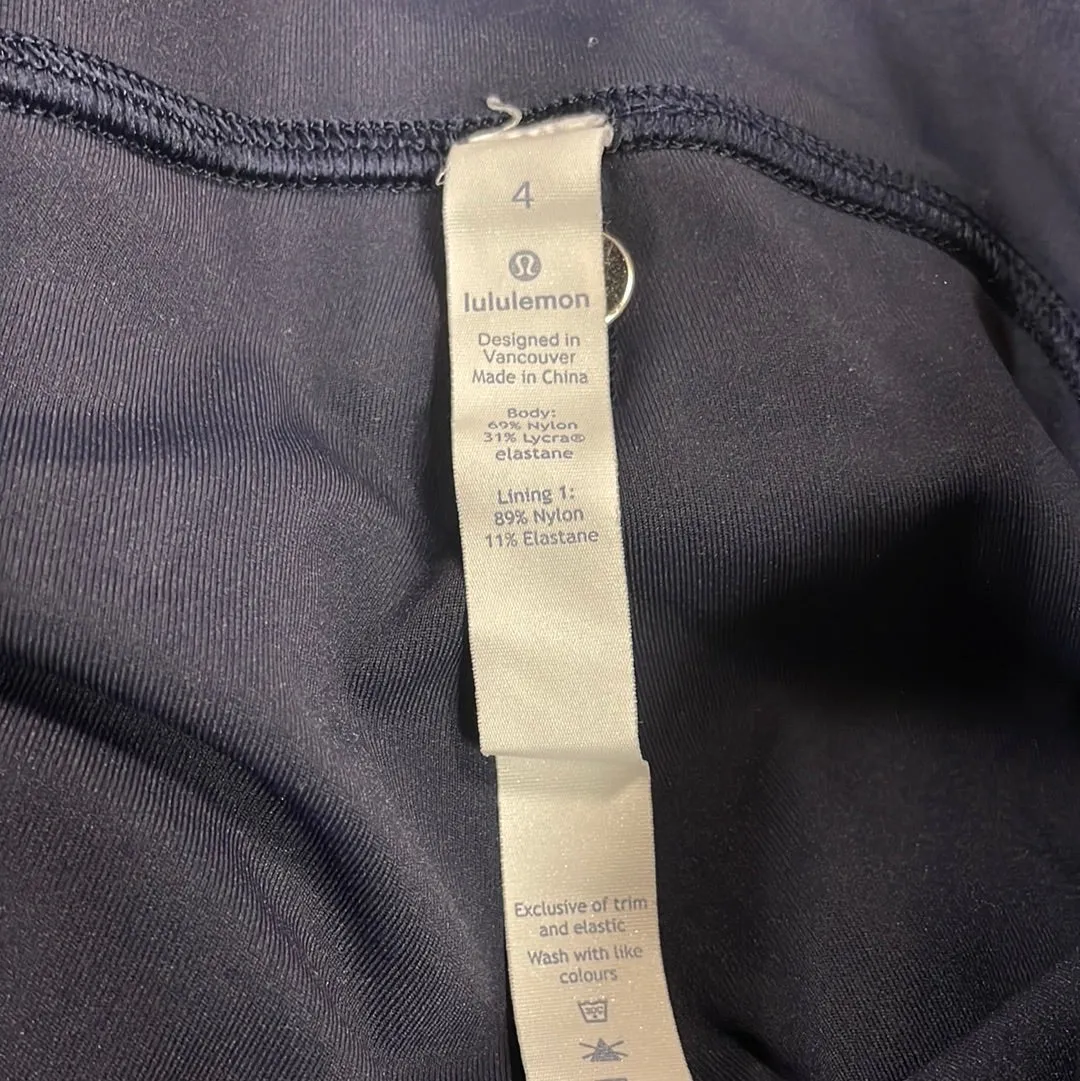 4
lululemon
Designed in
Vancouver
Made in China
Body:
69% Nylon
31% Lycra®
elastane
Lining 1:
89% Nylon
11% Elastane
Exclusive of trim
and elastic
Wash with like
colours
30C